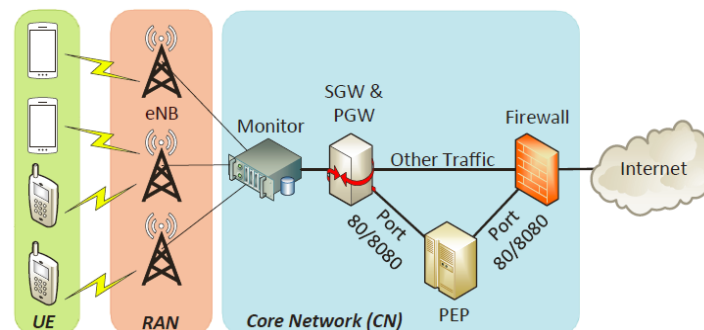 SGW &
PGW
Firewall
eNB
Monitor
Other Traffic
Internet
Port
80/8080
Port
80/8080
PEP
UE
RAN
Core Network (CN)